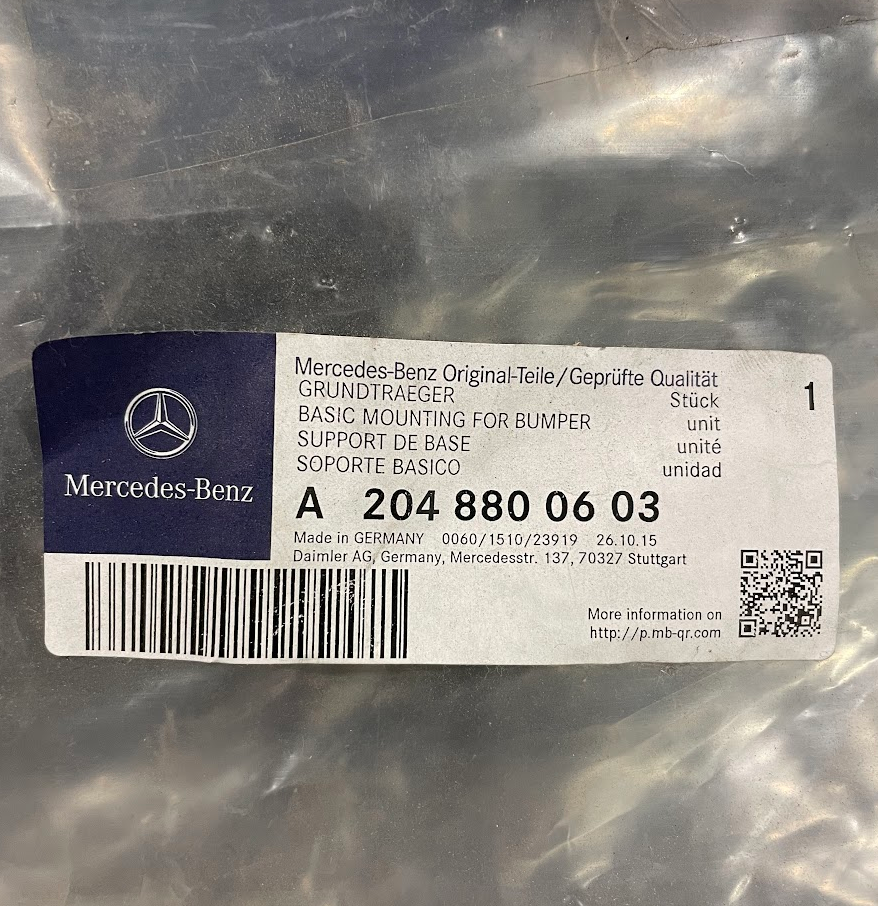 Mercedes-Benz
Mercedes-Benz Original-Teile/Geprüfte Qualität
GRUNDTRAEGER Stück 1
BASIC MOUNTING FOR BUMPER unit
SUPPORT DE BASE unité
SOPORTE BASICO unidad
A 204 880 06 03
Made in GERMANY 0060/1510/23919 26.10.15
Daimler AG, Germany, Mercedesstr. 137, 70327 Stuttgart
More information on
http://p.mb-qr.com